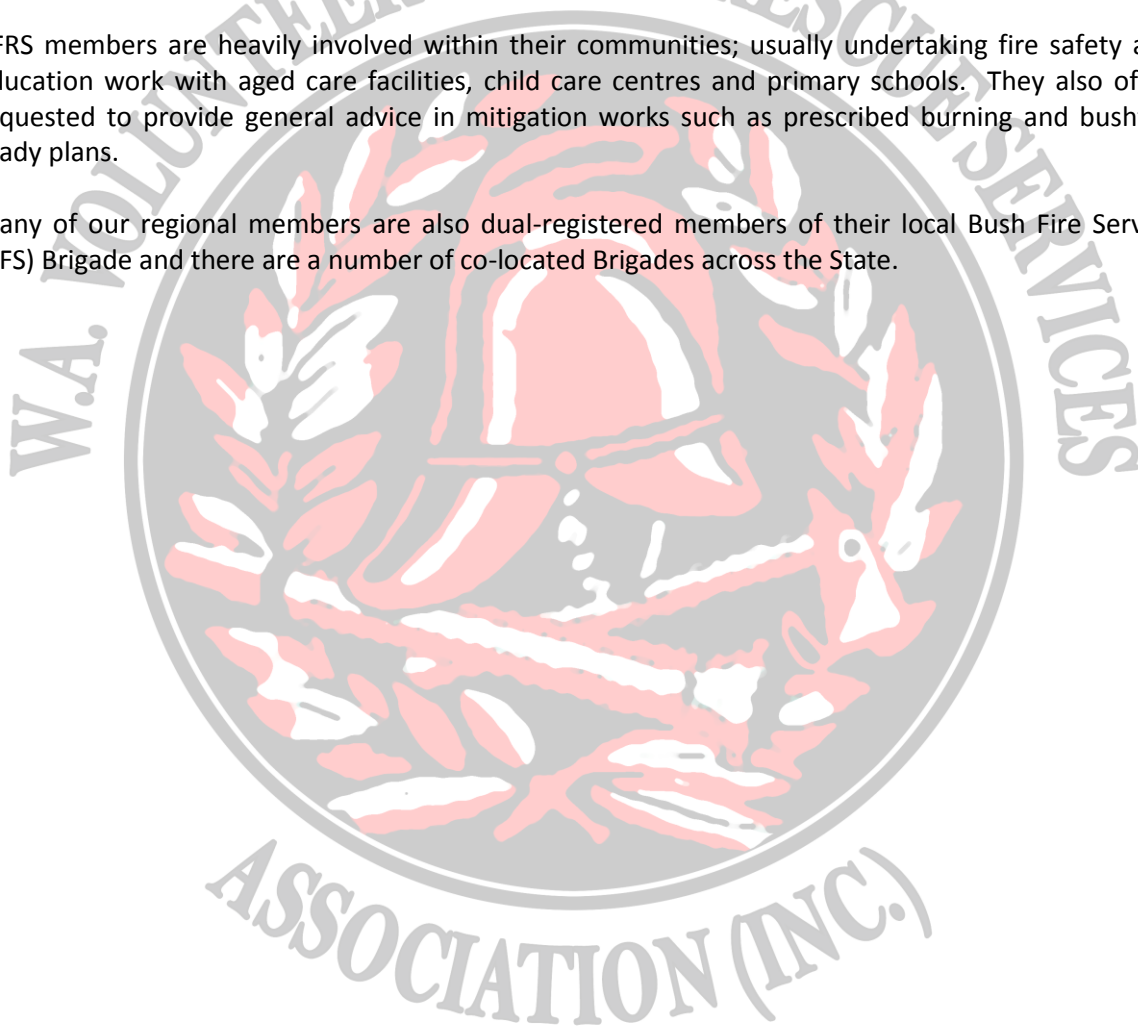 FRS members are heavily involved within their communities; usually undertaking fire safety a
ducation work with aged care facilities, child care centres and primary schools. They also of
quested to provide general advice in mitigation works such as prescribed burning and bush
ady plans.
any of our regional members are also dual-registered members of their local Bush Fire Serv
FS) Brigade and there are a number of co-located Brigades across the State.
W.A. VOLUNTEER RESCUE SERVICES
ASSOCIATION (INC.)